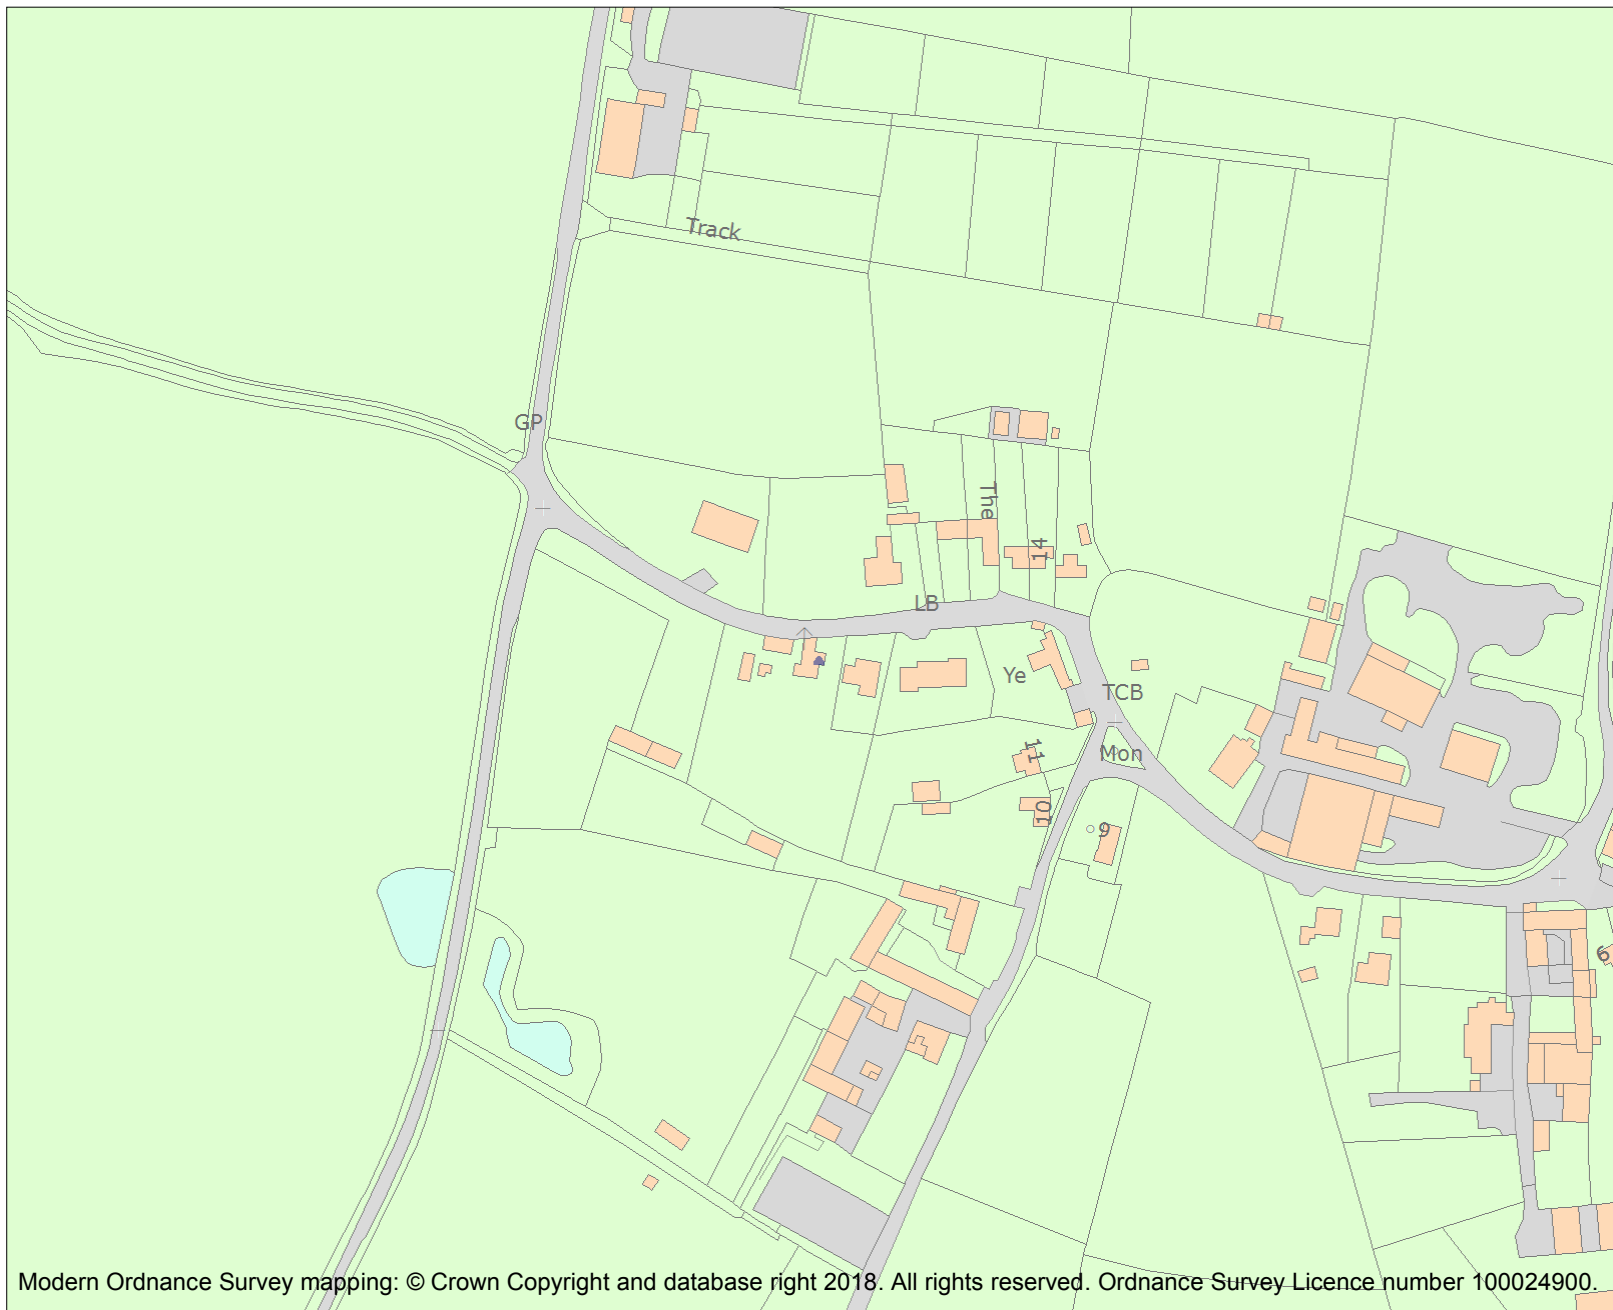 Track
GP
The
14
LB
Ye
TCB
11
Mon
10
9
6
Modern Ordnance Survey mapping: © Crown Copyright and database right 2018. All rights reserved. Ordnance Survey Licence number 100024900.